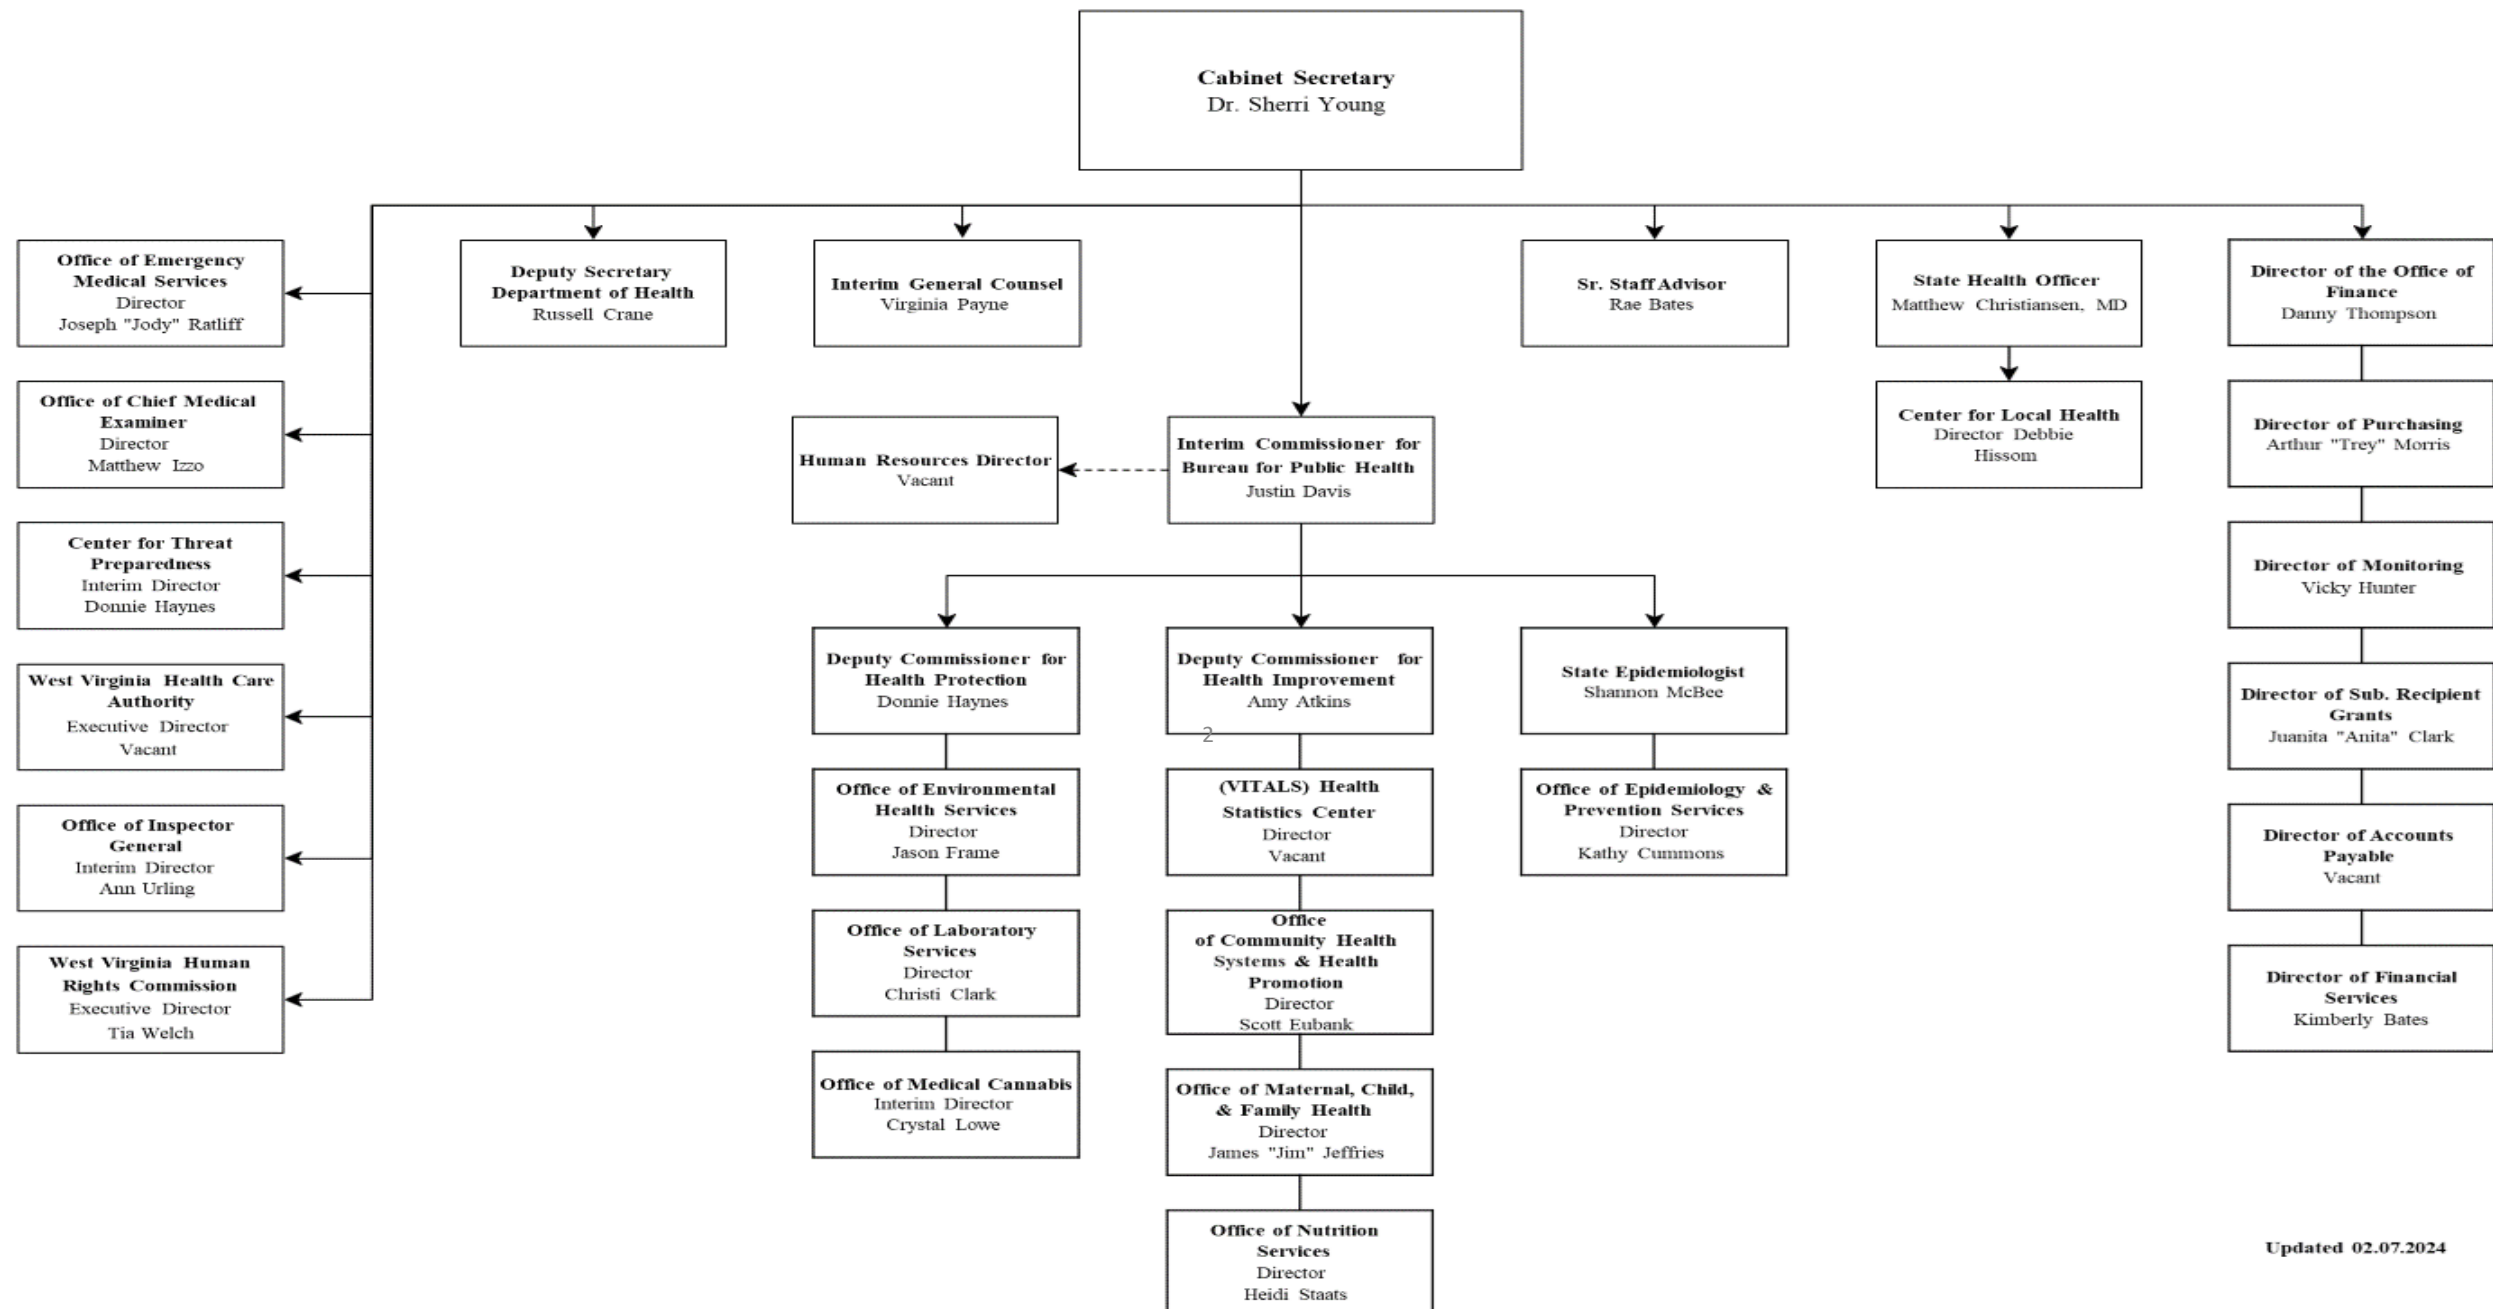 Cabinet Secretary
Dr. Sherri Young
Office of Emergency
Medical Services
Director
Joseph "Jody" Ratliff
Deputy Secretary
Department of Health
Russell Crane
Interim General Counsel
Virginia Payne
Sr. Staff Advisor
Rae Bates
State Health Officer
Matthew Christiansen, MD
Director of the Office of
Finance
Danny Thompson
Office of Chief Medical
Examiner
Director
Matthew Izzo
Human Resources Director
Vacant
Interim Commissioner for
Bureau for Public Health
Justin Davis
Center for Local Health
Director Debbie
Hissom
Director of Purchasing
Arthur "Trey" Morris
Center for Threat
Preparedness
Interim Director
Donnie Haynes
Director of Monitoring
Vicky Hunter
West Virginia Health Care
Authority
Executive Director
Vacant
Deputy Commissioner for
Health Protection
Donnie Haynes
Deputy Commissioner for
Health Improvement
Amy Atkins
2
State Epidemiologist
Shannon McBee
Director of Sub. Recipient
Grants
Juanita "Anita" Clark
Office of Inspector
General
Interim Director
Ann Urling
Office of Environmental
Health Services
Director
Jason Frame
(VITALS) Health
Statistics Center
Director
Vacant
Office of Epidemiology &
Prevention Services
Director
Kathy Cummons
Director of Accounts
Payable
Vacant
West Virginia Human
Rights Commission
Executive Director
Tia Welch
Office of Laboratory
Services
Director
Christi Clark
Office
of Community Health
Systems & Health
Promotion
Director
Scott Eubank
Director of Financial
Services
Kimberly Bates
Office of Medical Cannabis
Interim Director
Crystal Lowe
Office of Maternal, Child,
& Family Health
Director
James "Jim" Jeffries
Office of Nutrition
Services
Director
Heidi Staats
Updated 02.07.2024